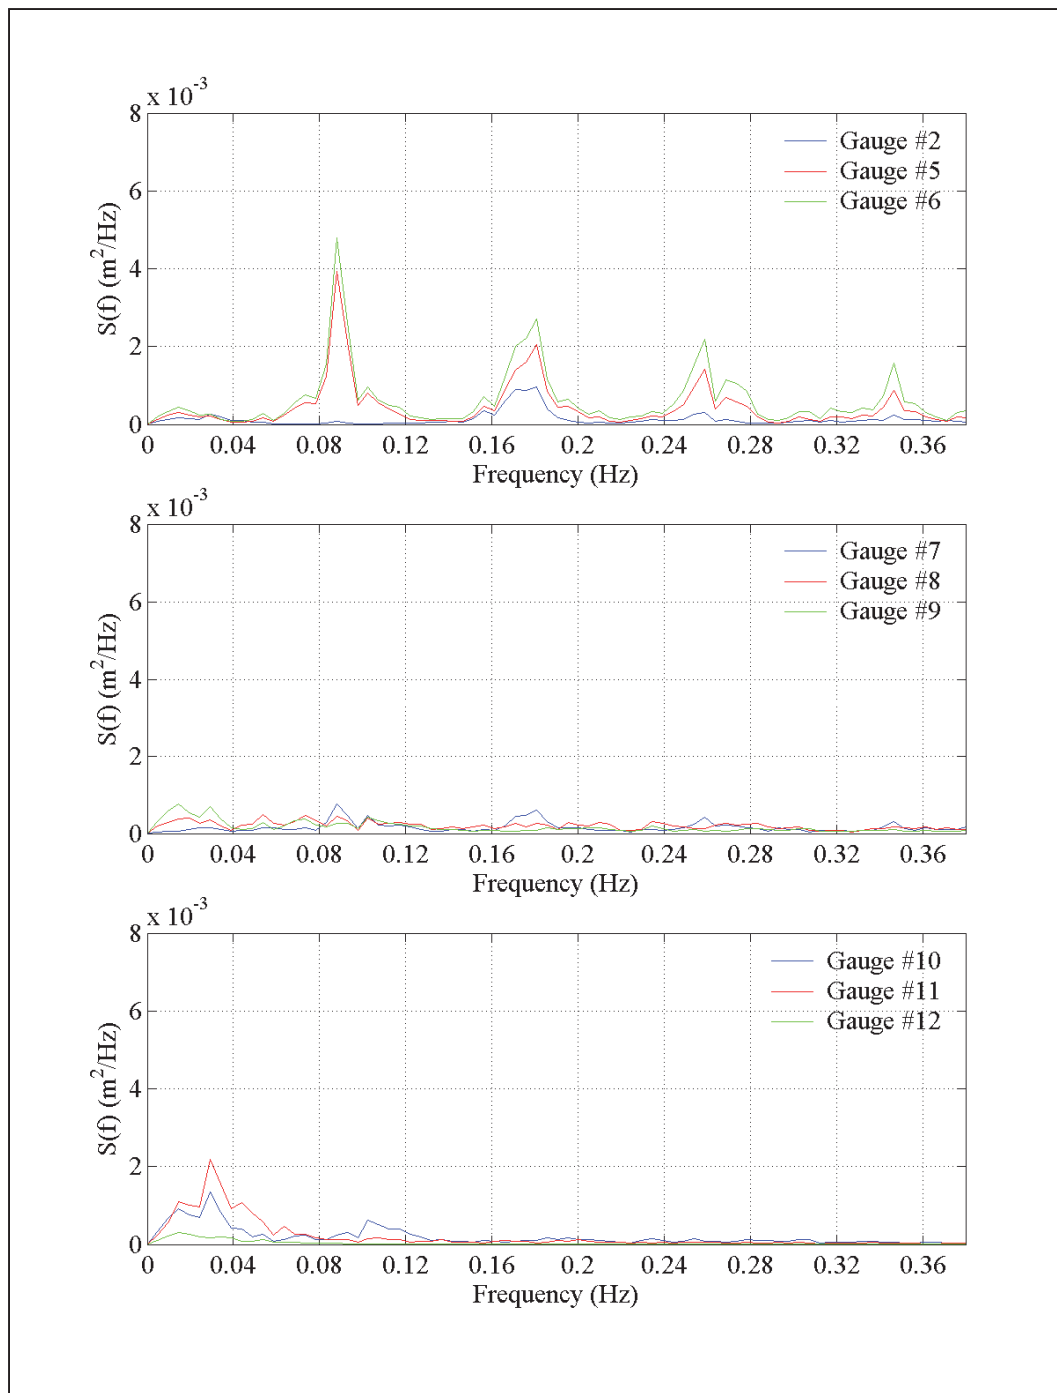 x 10^-3
8
6
4
2
0
S(f) (m^2/Hz)
Gauge #2
Gauge #5
Gauge #6
0 0.04 0.08 0.12 0.16 0.2 0.24 0.28 0.32 0.36
Frequency (Hz)
x 10^-3
8
6
4
2
0
S(f) (m^2/Hz)
Gauge #7
Gauge #8
Gauge #9
0 0.04 0.08 0.12 0.16 0.2 0.24 0.28 0.32 0.36
Frequency (Hz)
x 10^-3
8
6
4
2
0
S(f) (m^2/Hz)
Gauge #10
Gauge #11
Gauge #12
0 0.04 0.08 0.12 0.16 0.2 0.24 0.28 0.32 0.36
Frequency (Hz)